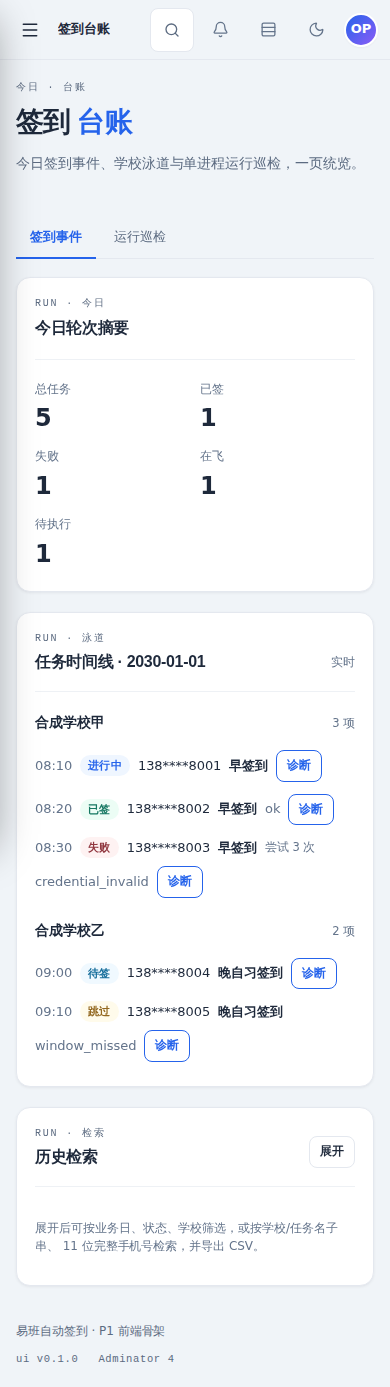 签到台账
OP
今日 · 台账
签到 台账
今日签到事件、学校泳道与单进程运行巡检，一页统览。
签到事件 运行巡检
RUN · 今日
今日轮次摘要
总任务 已签
5 1
失败 在飞
1 1
待执行
1
RUN · 泳道
任务时间线 · 2030-01-01 实时
合成学校甲 3 项
08:10 进行中 138****8001 早签到 诊断
08:20 已签 138****8002 早签到 ok 诊断
08:30 失败 138****8003 早签到 尝试 3 次
credential_invalid 诊断
合成学校乙 2 项
09:00 待签 138****8004 晚自习签到 诊断
09:10 跳过 138****8005 晚自习签到
window_missed 诊断
RUN · 检索
历史检索 展开
展开后可按业务日、状态、学校筛选，或按学校/任务名子
串、 11 位完整手机号检索，并导出 CSV。
易班自动签到 · P1 前端骨架
ui v0.1.0 Adminator 4